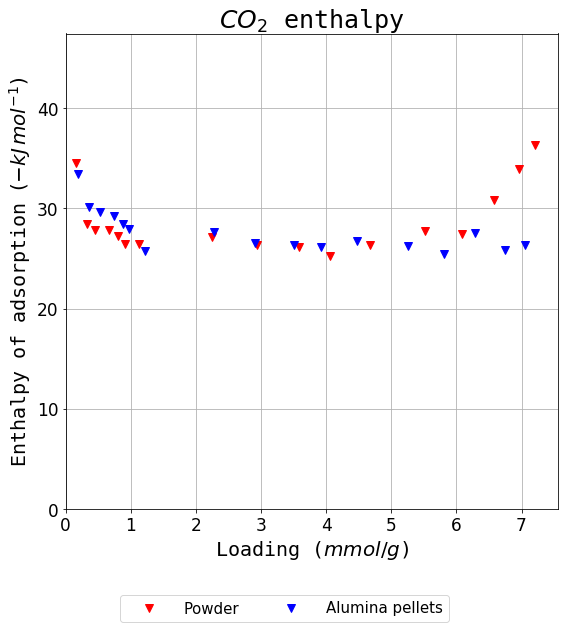 CO₂ enthalpy
Enthalpy of adsorption (−kJ mol⁻¹)
40
30
20
10
0
0 1 2 3 4 5 6 7
Loading (mmol/g)
Powder Alumina pellets